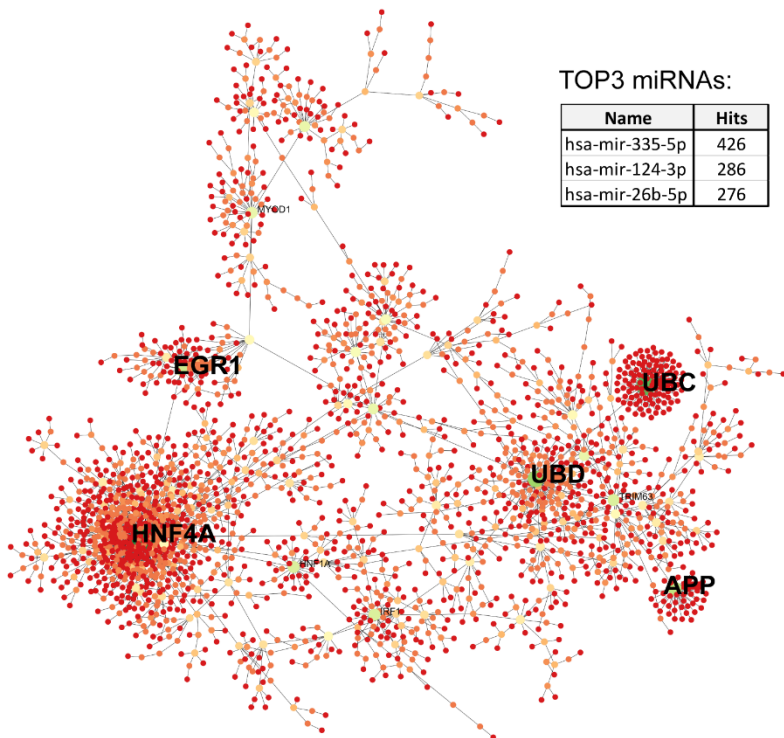 TOP3 miRNAs:
Name Hits
hsa-mir-335-5p 426
hsa-mir-124-3p 286
hsa-mir-26b-5p 276
MYOD1
EGR1
UBC
UBD
TRIM63
HNF4A
HNF1A
APP
IRF1